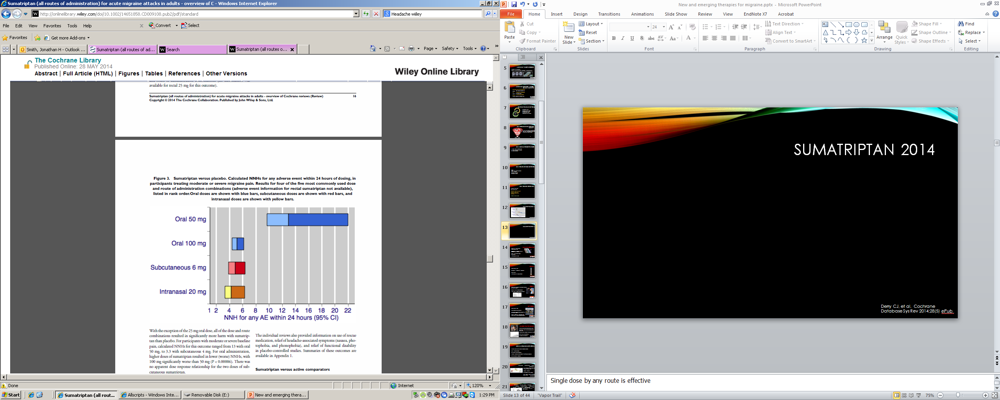 Sumatriptan (all routes of administration) for acute migraine attacks in adults - overview of C - Windows Internet Explorer
http://onlinelibrary.wiley.com/doi/10.1002/14651858.CD009108.pub2/pdf/standard
Headache wiley
File Edit View Favorites Tools Help
x Convert Select
Favorites Get more Add-ons
Smith, Jonathan H - Outlook ...
Sumatriptan (all routes of ad...
Search
Sumatriptan (all routes o...
Page Safety Tools
The Cochrane Library
Published Online: 28 MAY 2014
Abstract | Full Article (HTML) | Figures | Tables | References | Other Versions
Wiley Online Library
available for rectal 25 mg for this outcome).
Sumatriptan (all routes of administration) for acute migraine attacks in adults - overview of Cochrane reviews (Review) 16
Copyright © 2014 The Cochrane Collaboration. Published by John Wiley & Sons, Ltd.
Figure 3. Sumatriptan versus placebo. Calculated NNHs for any adverse event within 24 hours of dosing, in
participants treating moderate or severe migraine pain. Results for four of the five most commonly used dose
and route of administration combinations (adverse event information for rectal sumatriptan not available),
listed in rank order.Oral doses are shown with blue bars, subcutaneous doses are shown with red bars, and
intranasal doses are shown with yellow bars.
Oral 50 mg
Oral 100 mg
Subcutaneous 6 mg
Intranasal 20 mg
1 2 4 6 8 10 12 14 16 18 20 22
NNH for any AE within 24 hours (95% CI)
With the exception of the 25 mg oral dose, all of the dose and route
combinations resulted in significantly more harm with sumatrip-
tan than placebo. For participants with moderate or severe baseline
pain, calculated NNHs for this outcome ranged from 13 with oral
50 mg, to 3.3 with subcutaneous 4 mg. For oral administration,
higher doses of sumatriptan resulted in lower (worse) NNHs, with
100 mg significantly worse than 50 mg (P < 0.00006). There was
no apparent dose response relationship for the two doses of sub-
cutaneous sumatriptan.
The individual reviews also provided information on use of rescue
medication, relief of headache-associated symptoms (nausea, pho-
tophobia, and phonophobia), and relief of functional disability
in placebo-controlled studies. Summaries of these outcomes are
available in Appendix 1.
Sumatriptan versus active comparators
Done
Internet
120%
Start
Sumatriptan (all rout...
Allscripts - Windows Inte...
Removable Disk (E:)
New and emerging thera...
1:29 PM
New and emerging therapies for migraine.pptx - Microsoft PowerPoint
File Home Insert Design Transitions Animations Slide Show Review View EndNote X7 Acrobat
Paste
Cut
Copy
Format Painter
Clipboard
New
Slide
Layout
Reset
Section
Slides
24
B I U S abc AV Aa A
Font
Text Direction
Align Text
Convert to SmartArt
Paragraph
Arrange
Quick
Styles
Shape Fill
Shape Outline
Shape Effects
Drawing
Find
Replace
Select
Editing
5
6
7
8
9
10
11
12
13
14
15
16
17
18
19
20
21
SUMATRIPTAN 2014
Derry CJ, et al. Cochrane
Database Sys Rev 2014;28(5) ePub
Single dose by any route is effective
Slide 13 of 44
"Vapor Trail"
75%